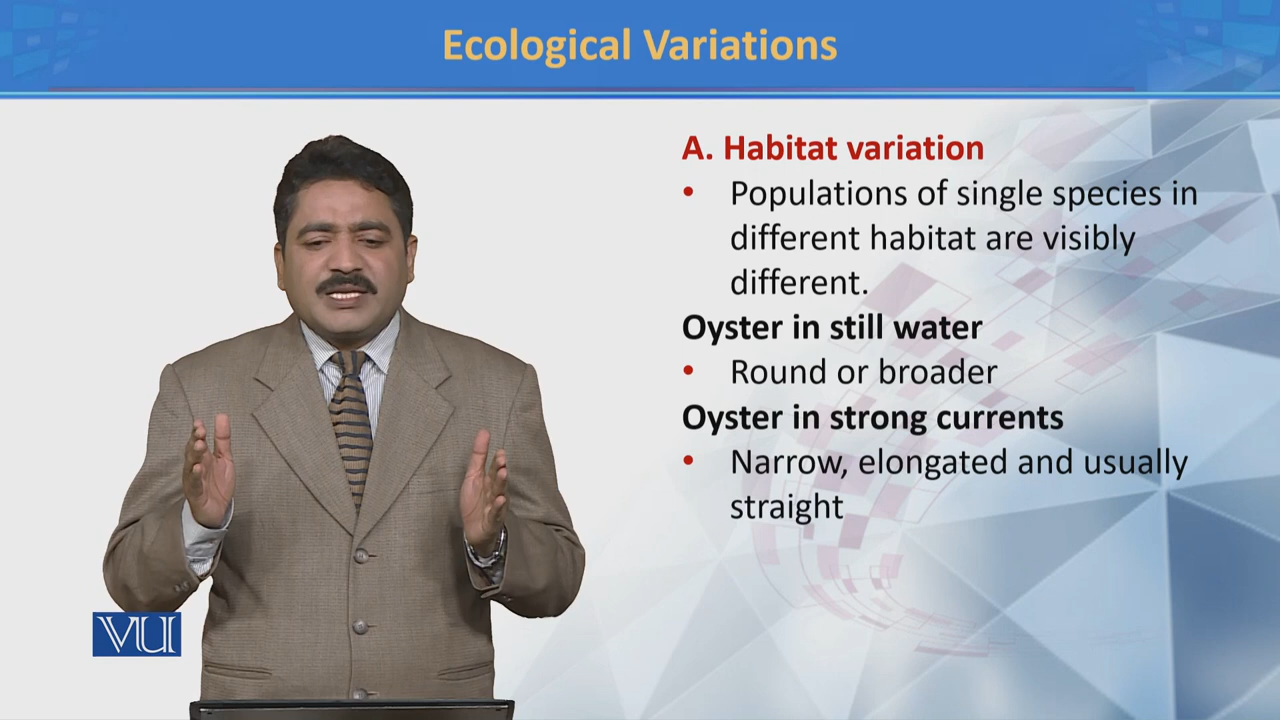 Ecological Variations
A. Habitat variation
• Populations of single species in
different habitat are visibly
different.
Oyster in still water
• Round or broader
Oyster in strong currents
• Narrow, elongated and usually
straight
VU